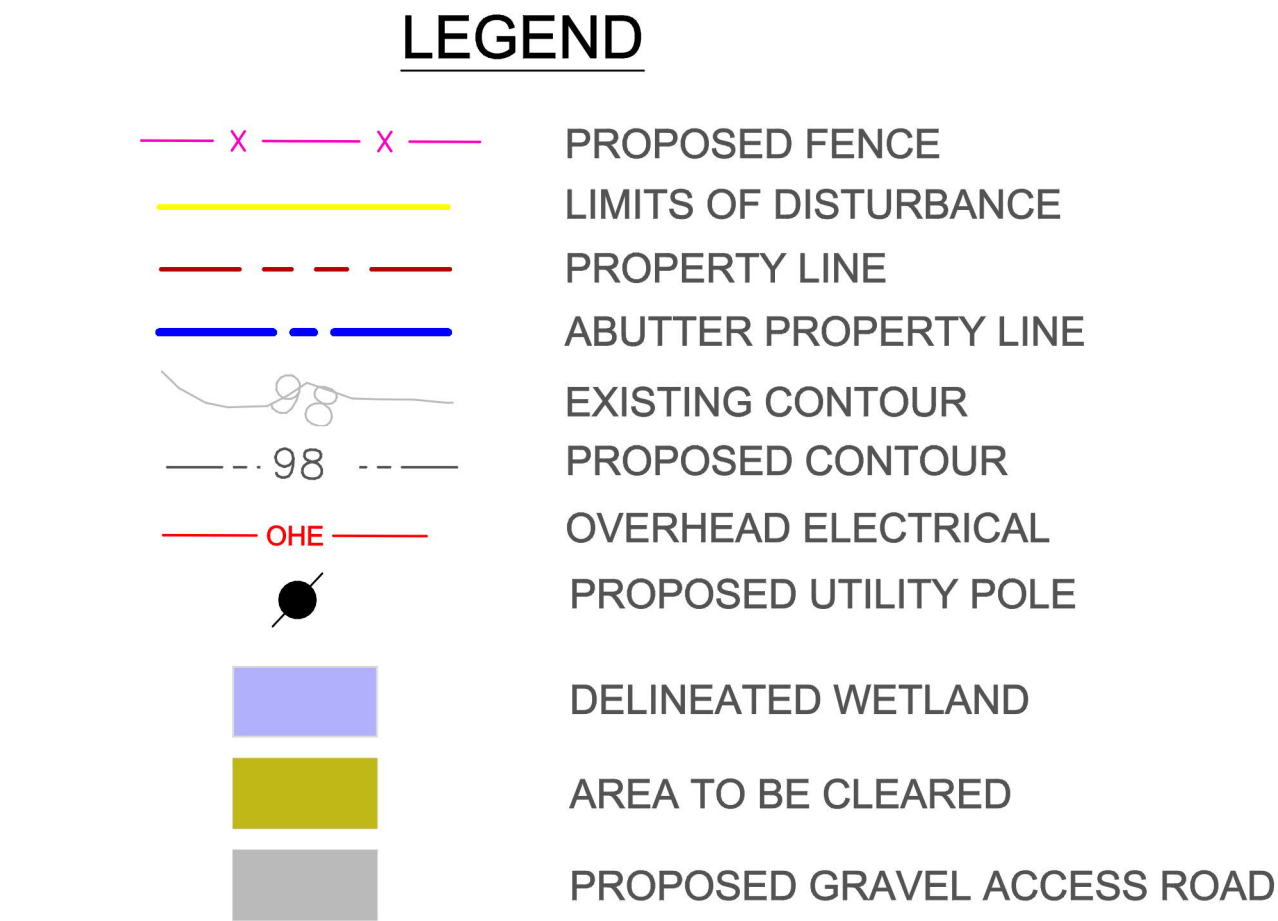 LEGEND
X X PROPOSED FENCE
LIMITS OF DISTURBANCE
PROPERTY LINE
ABUTTER PROPERTY LINE
EXISTING CONTOUR
98 PROPOSED CONTOUR
OHE OVERHEAD ELECTRICAL
PROPOSED UTILITY POLE
DELINEATED WETLAND
AREA TO BE CLEARED
PROPOSED GRAVEL ACCESS ROAD